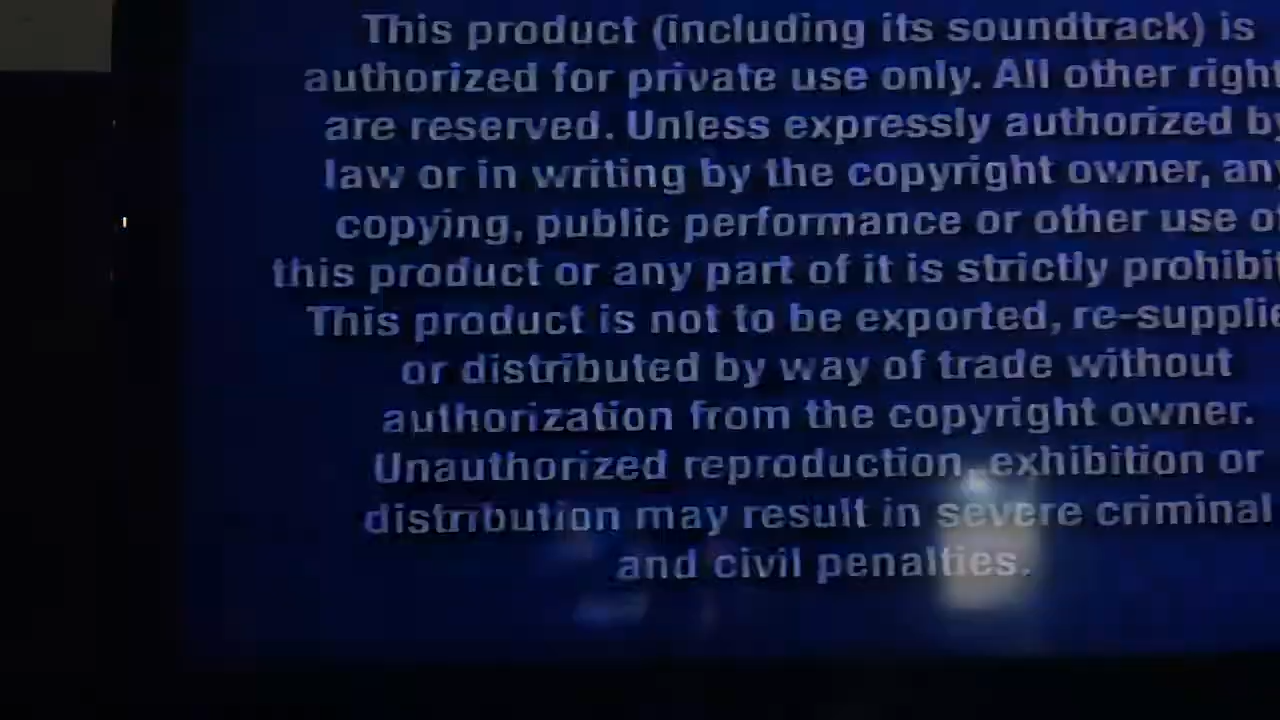 This product (including its soundtrack) is
authorized for private use only. All other right
are reserved. Unless expressly authorized by
law or in writing by the copyright owner, any
copying, public performance or other use of
this product or any part of it is strictly prohibit
This product is not to be exported, re-supplie
or distributed by way of trade without
authorization from the copyright owner.
Unauthorized reproduction, exhibition or
distribution may result in severe criminal
and civil penalties.